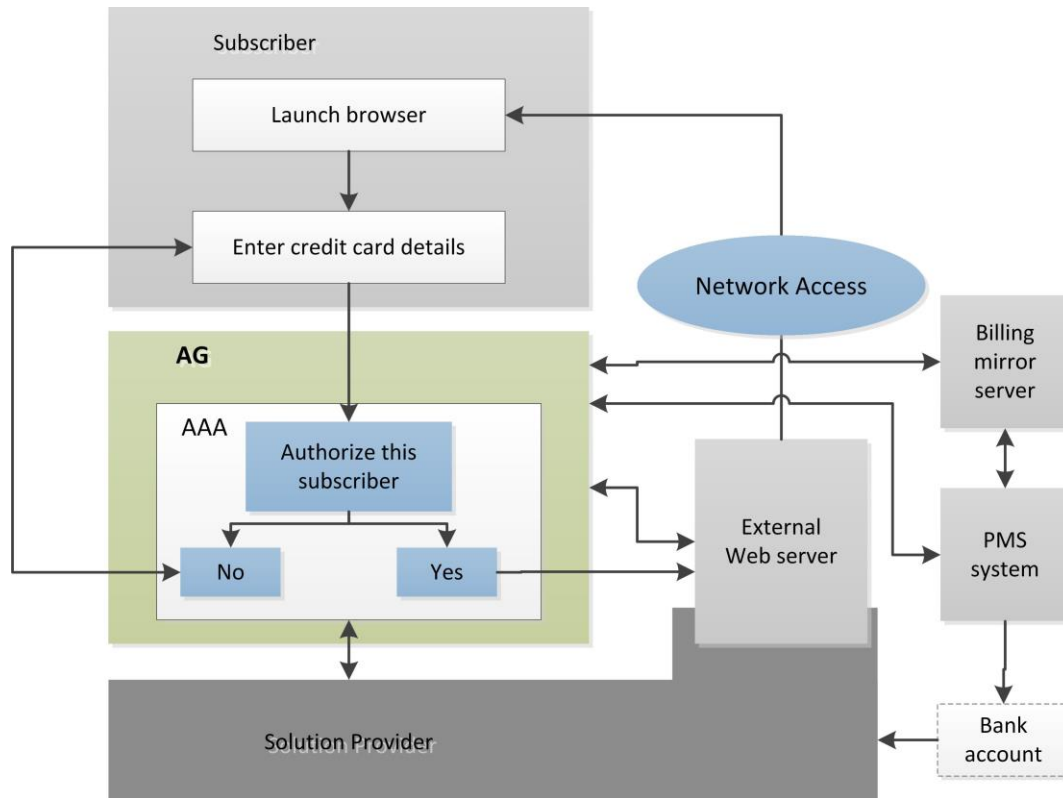 Subscriber
Launch browser
Enter credit card details
Network Access
AG
Billing
mirror
server
AAA
Authorize this
subscriber
External
Web server
PMS
system
No
Yes
Solution Provider
Bank
account